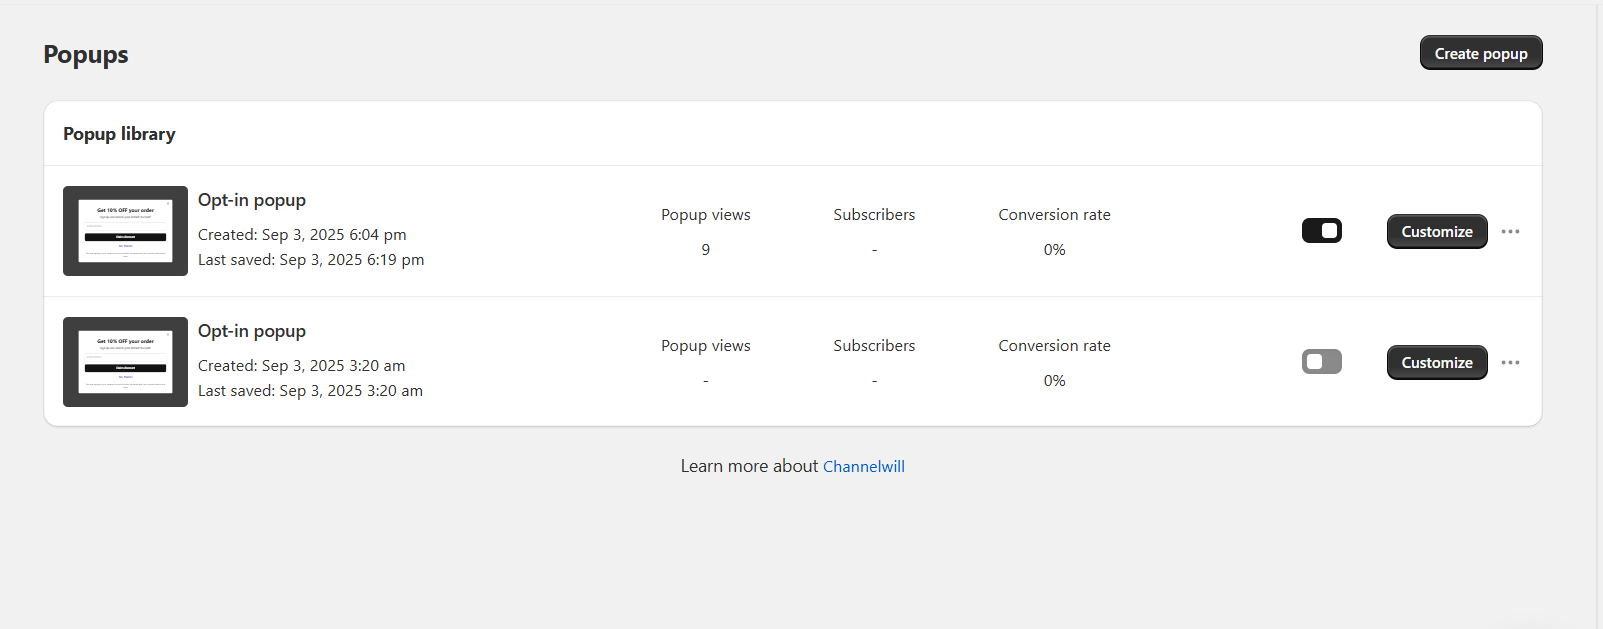 Popups
Create popup
Popup library
Get 10% OFF your order
Opt-in popup
Created: Sep 3, 2025 6:04 pm
Last saved: Sep 3, 2025 6:19 pm
Popup views
9
Subscribers
-
Conversion rate
0%
Customize
Get 10% OFF your order
Opt-in popup
Created: Sep 3, 2025 3:20 am
Last saved: Sep 3, 2025 3:20 am
Popup views
-
Subscribers
-
Conversion rate
0%
Customize
Learn more about Channelwill